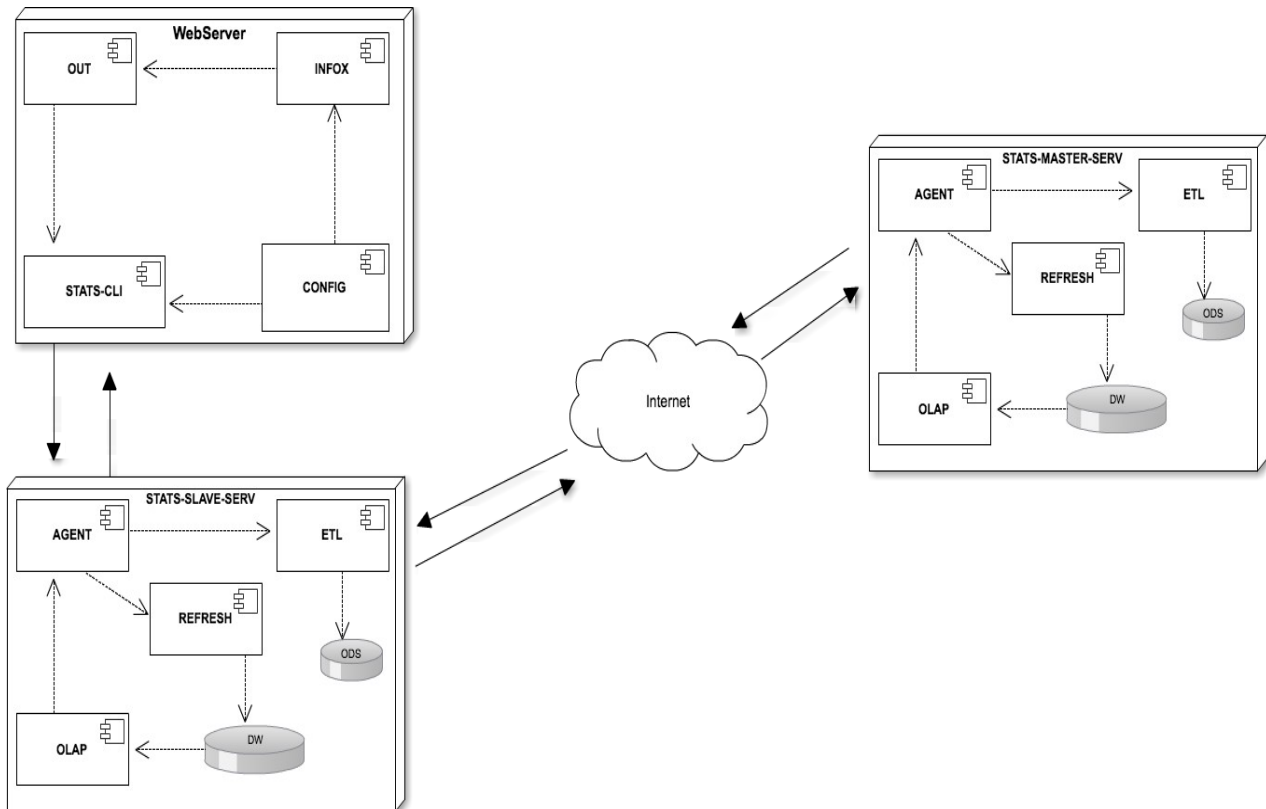 WebServer
OUT
INFOX
STATS-CLI
CONFIG
STATS-MASTER-SERV
AGENT
ETL
REFRESH
ODS
OLAP
DW
Internet
STATS-SLAVE-SERV
AGENT
ETL
REFRESH
ODS
OLAP
DW